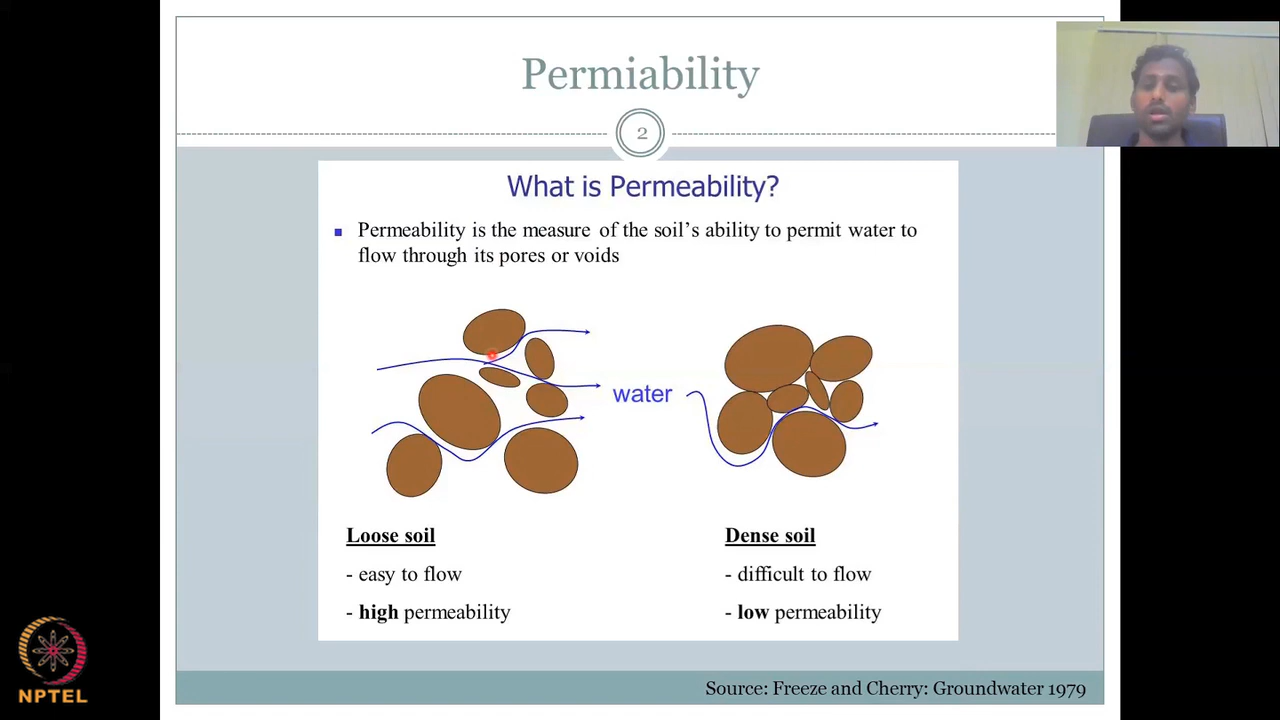 Permiability
2
What is Permeability?
Permeability is the measure of the soil's ability to permit water to
flow through its pores or voids
water
Loose soil
- easy to flow
- high permeability
Dense soil
- difficult to flow
- low permeability
NPTEL
Source: Freeze and Cherry: Groundwater 1979